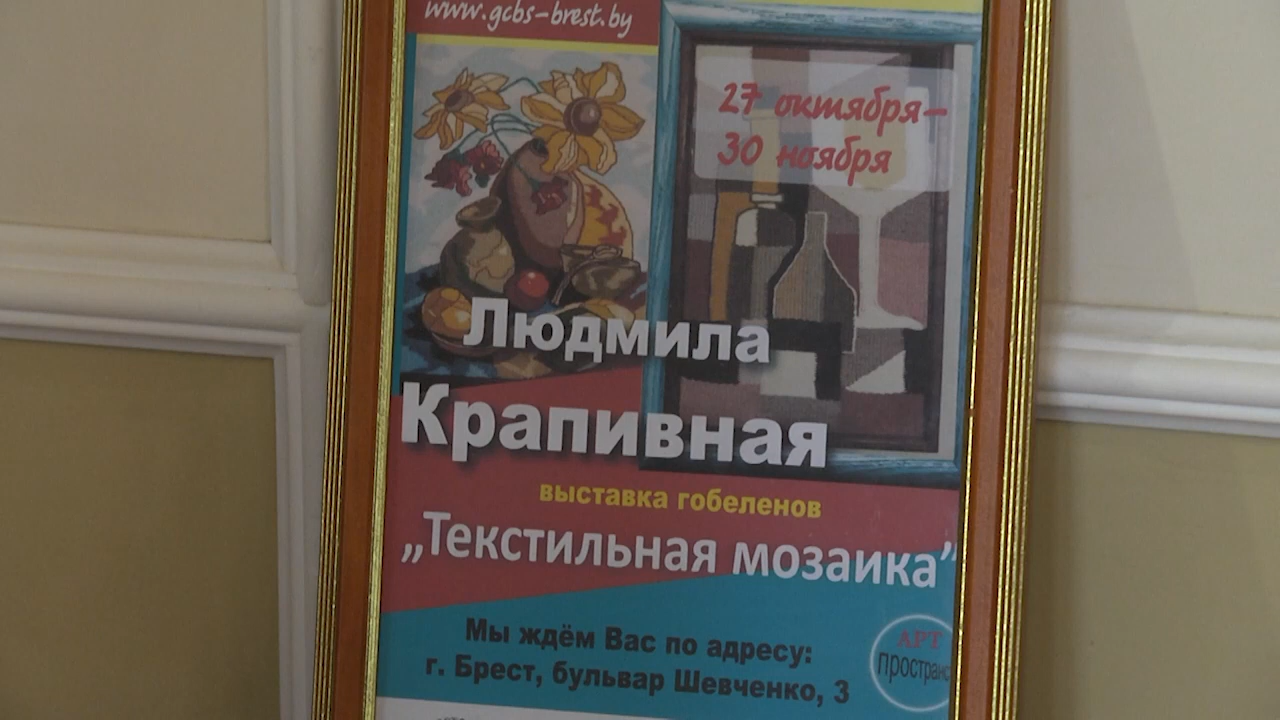 www.gcbs-brest.by
27 октября–
30 ноября
Людмила
Крапивная
выставка гобеленов
„Текстильная мозаика”
Мы ждём Вас по адресу:
г. Брест, бульвар Шевченко, 3
АРТ